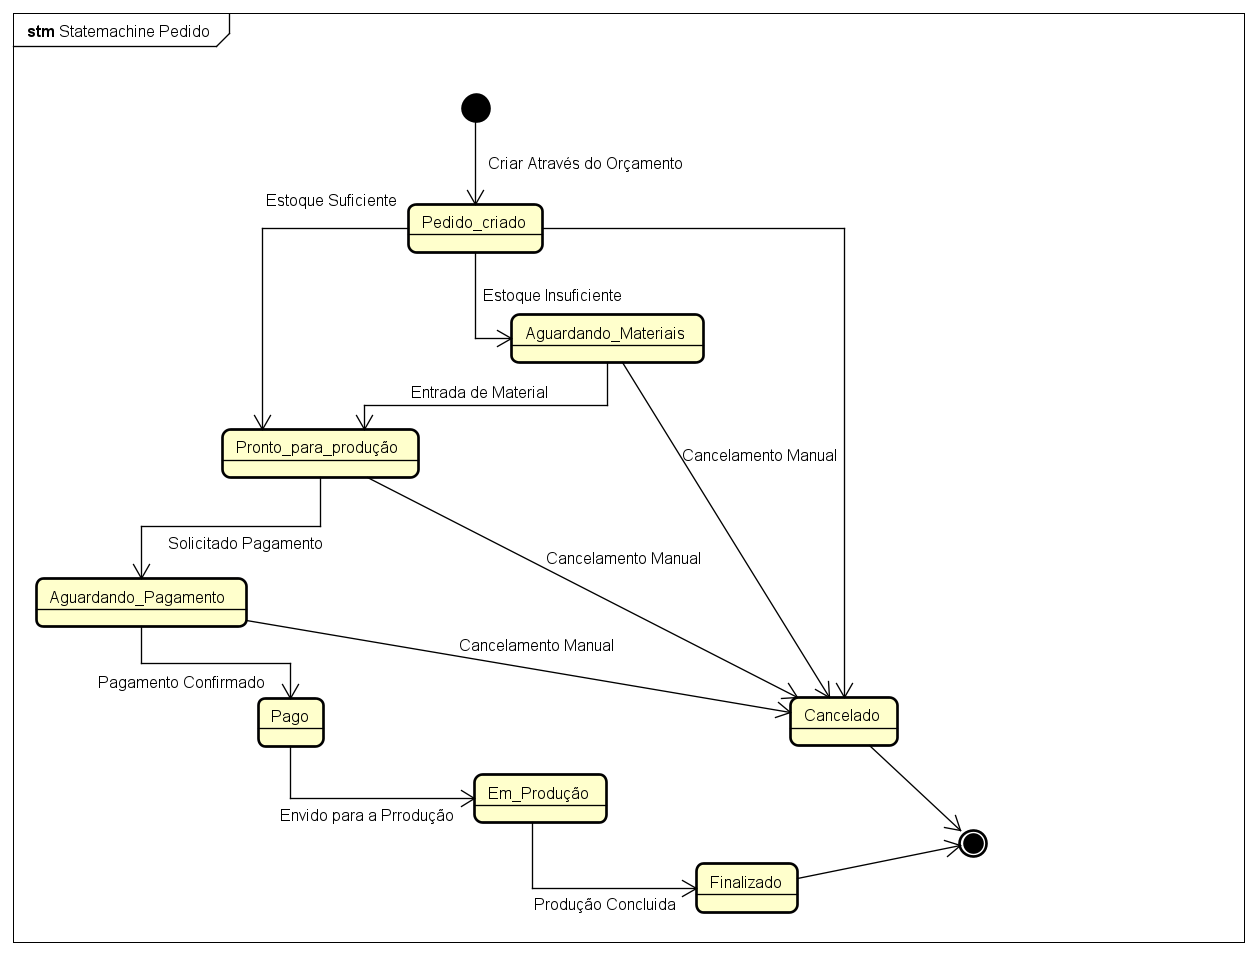 stm Statemachine Pedido
Criar Através do Orçamento
Estoque Suficiente
Pedido_criado
Estoque Insuficiente
Aguardando_Materiais
Entrada de Material
Pronto_para_produção
Cancelamento Manual
Solicitado Pagamento
Cancelamento Manual
Aguardando_Pagamento
Cancelamento Manual
Pagamento Confirmado
Pago
Cancelado
Em_Produção
Envido para a Prrodução
Finalizado
Produção Concluida